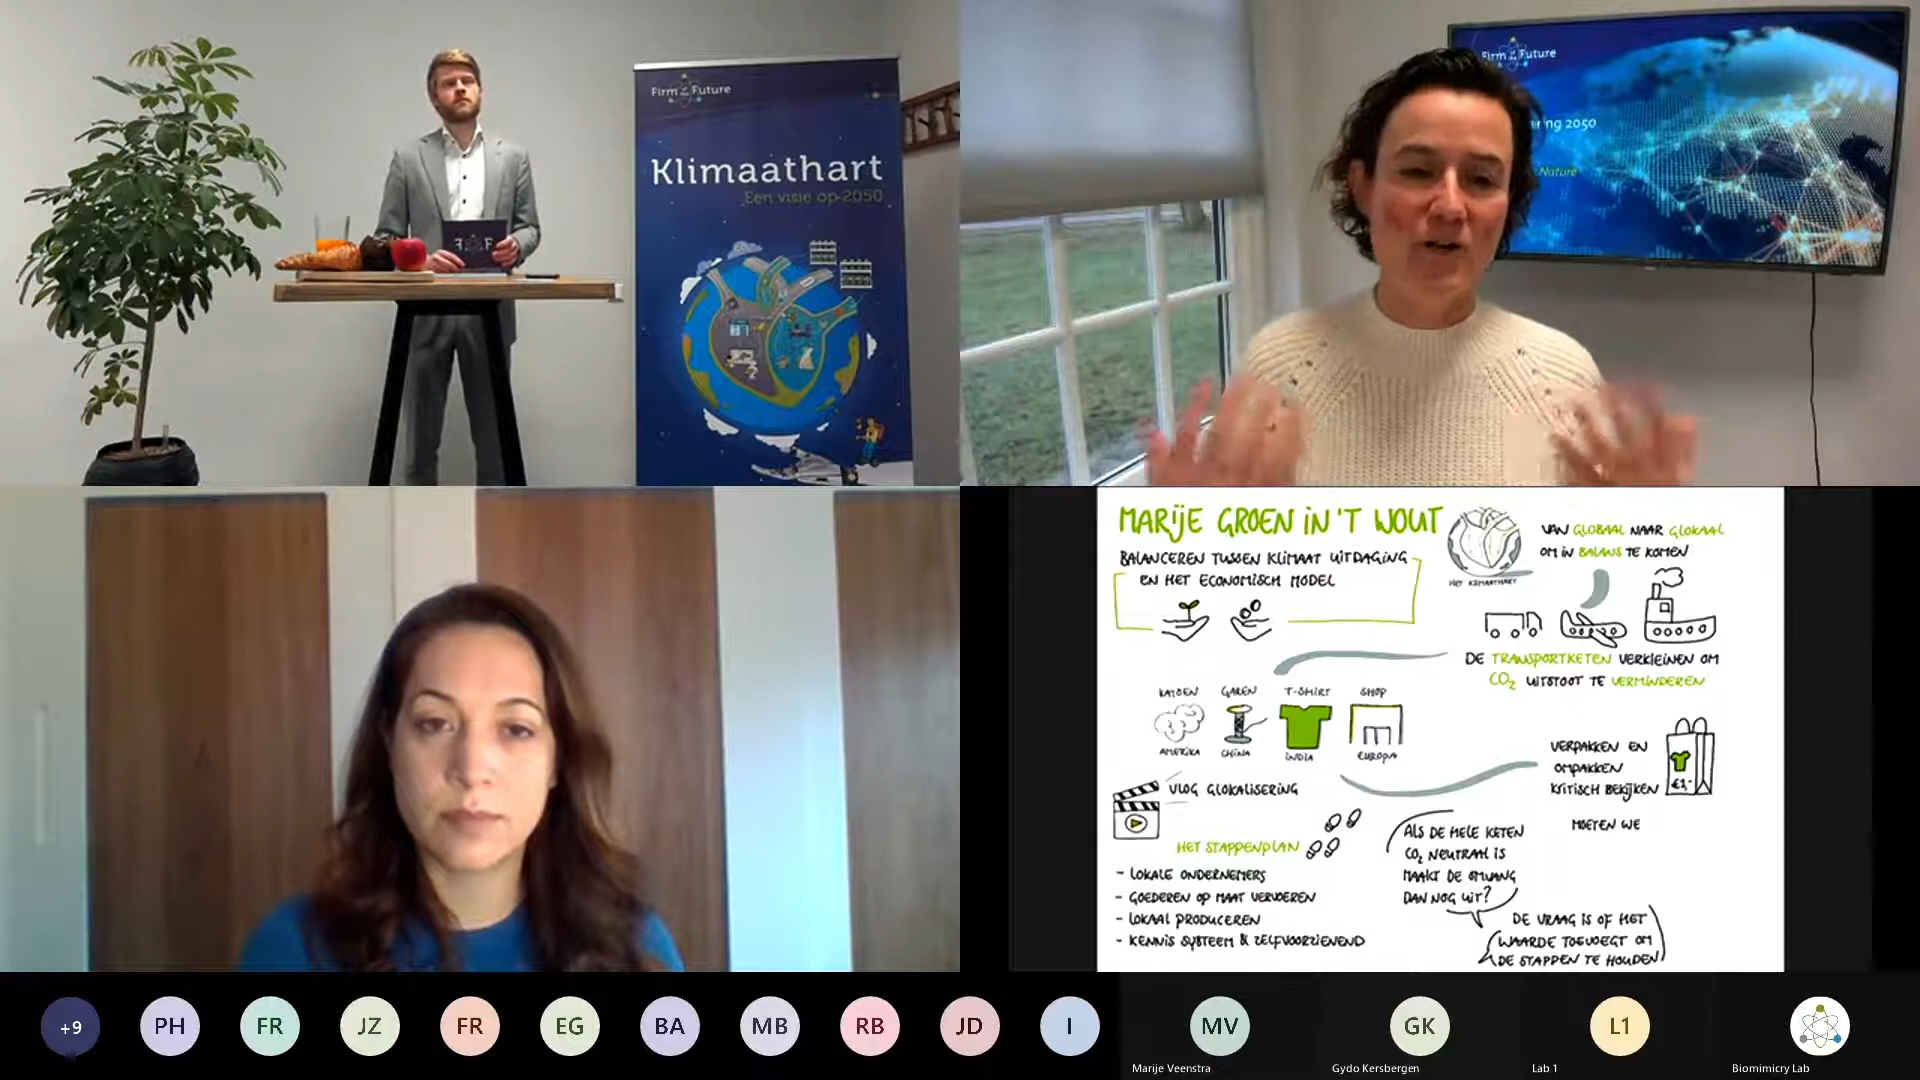 Firm of the Future
Klimaathart
Een visie op 2050
Firm of the Future
ring 2050
Nature
MARIJE GROEN IN 'T WOUT
BALANCEREN TUSSEN KLIMAAT UITDAGING
EN HET ECONOMISCH MODEL
HET KLIMAATHART
VAN GLOBAAL NAAR GLOKAAL
OM IN BALANS TE KOMEN
DE TRANSPORTKETEN VERKLEINEN OM
CO2 UITSTOOT TE VERMINDEREN
KATOEN GAREN T-SHIRT SHOP
AMERIKA CHINA INDIA EUROPA
VERPAKKEN EN
OMPAKKEN
KRITISCH BEKIJKEN
€1,-
MOETEN WE
VLOG GLOKALISERING
HET STAPPENPLAN
- LOKALE ONDERNEMERS
- GOEDEREN OP MAAT VERVOEREN
- LOKAAL PRODUCEREN
- KENNIS SYSTEEM & ZELFVOORZIENEND
ALS DE HELE KETEN
CO2 NEUTRAAL IS
MAAKT DE OMVANG
DAN NOG UIT?
DE VRAAG IS OF HET
WAARDE TOEVOEGT OM
DE STAPPEN TE HOUDEN
+9 PH FR JZ FR EG BA MB RB JD I MV GK L1
Marije Veenstra Gydo Kersbergen Lab 1 Biomimicry Lab